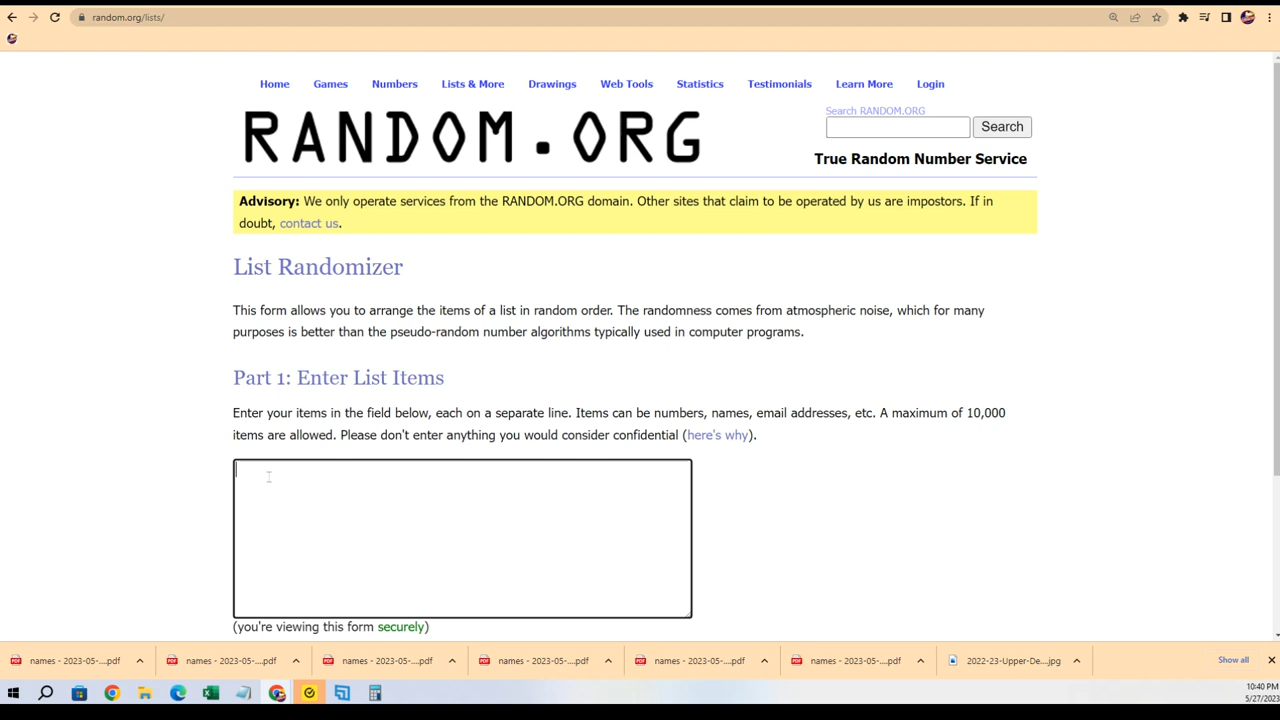 random.org/lists/
Home Games Numbers Lists & More Drawings Web Tools Statistics Testimonials Learn More Login
RANDOM.ORG
Search RANDOM.ORG
Search
True Random Number Service
Advisory: We only operate services from the RANDOM.ORG domain. Other sites that claim to be operated by us are impostors. If in
doubt, contact us.
List Randomizer
This form allows you to arrange the items of a list in random order. The randomness comes from atmospheric noise, which for many
purposes is better than the pseudo-random number algorithms typically used in computer programs.
Part 1: Enter List Items
Enter your items in the field below, each on a separate line. Items can be numbers, names, email addresses, etc. A maximum of 10,000
items are allowed. Please don't enter anything you would consider confidential (here's why).
(you're viewing this form securely)
names - 2023-05-....pdf names - 2023-05-....pdf names - 2023-05-....pdf names - 2023-05-....pdf names - 2023-05-....pdf names - 2023-05-....pdf 2022-23-Upper-De....jpg Show all
10:40 PM
5/27/2023